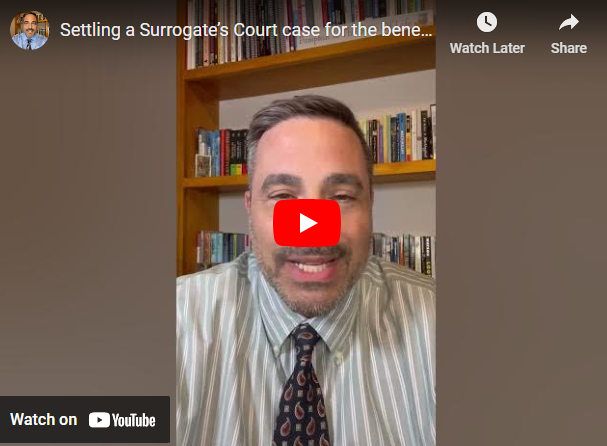 Settling a Surrogate’s Court case for the bene…
Watch Later
Share
Watch on YouTube